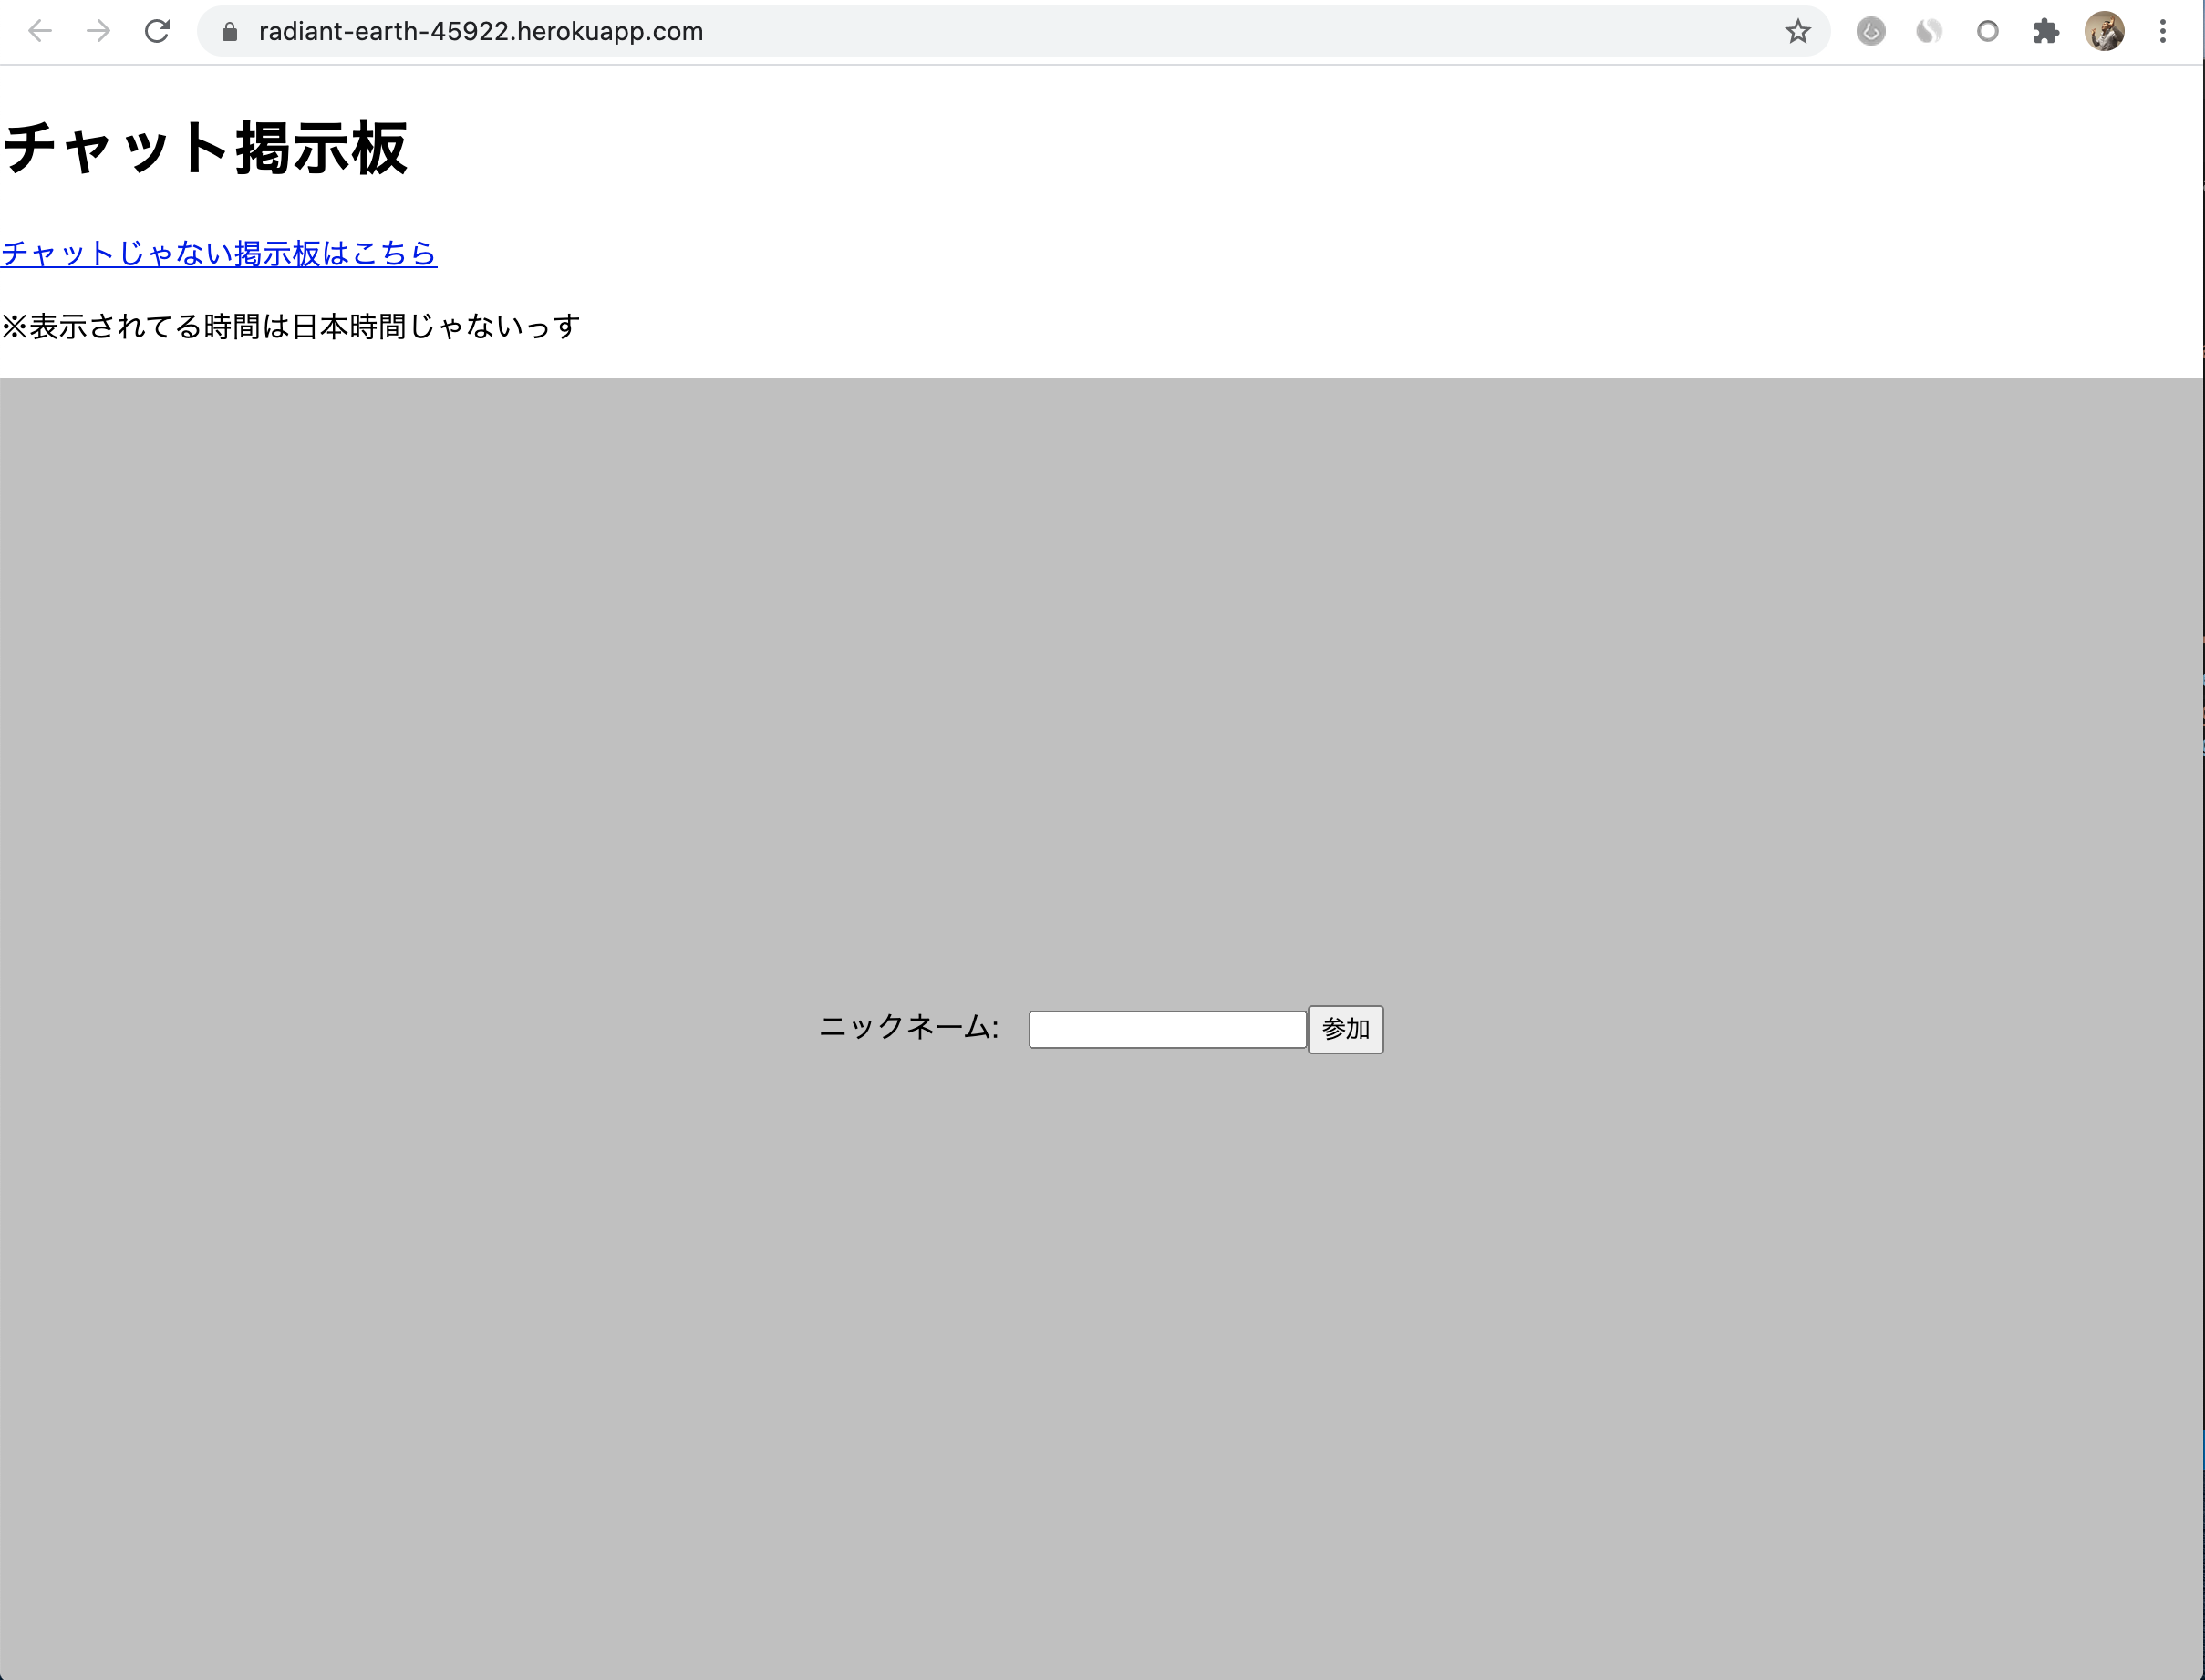 radiant-earth-45922.herokuapp.com
チャット掲示板
チャットじゃない掲示板はこちら
※表示されてる時間は日本時間じゃないっす
ニックネーム: 参加